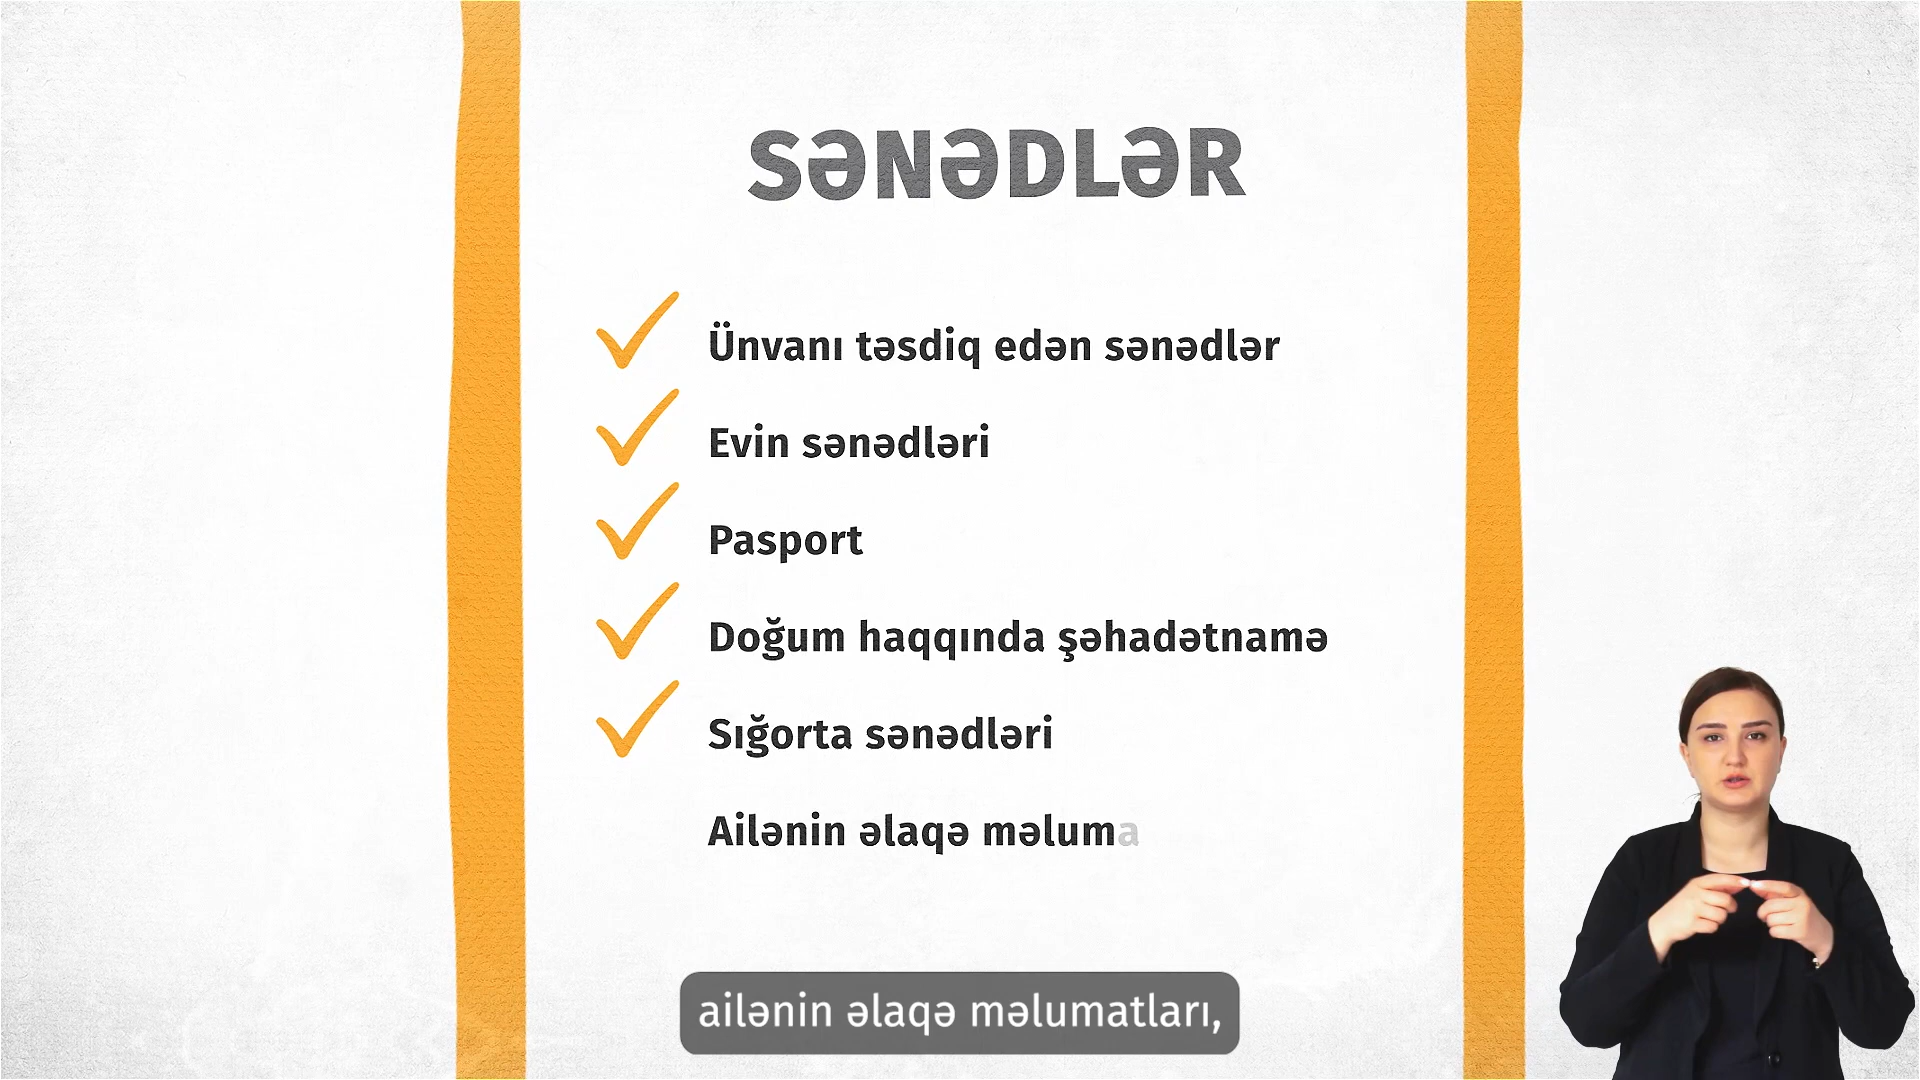 SƏNƏDLƏR
Ünvanı təsdiq edən sənədlər
Evin sənədləri
Pasport
Doğum haqqında şəhadətnamə
Sığorta sənədləri
Ailənin əlaqə məluma
ailənin əlaqə məlumatları,